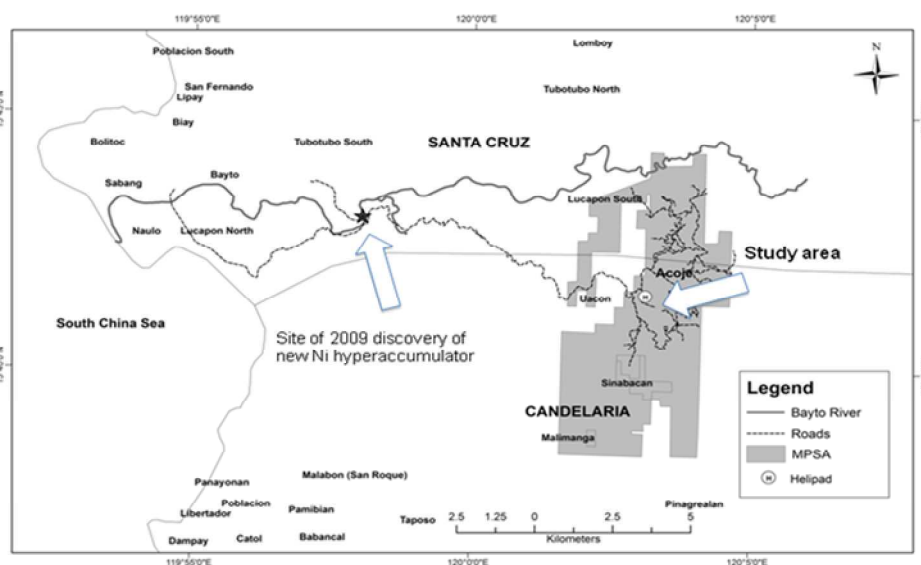 119°55'0"E
120°0'0"E
120°5'0"E
Lomboy
N
Poblacion South
San Fernando
Lipay
Tubotubo North
Biay
Bolitoc
Tubotubo South
SANTA CRUZ
Sabang
Bayto
Lucapon South
Naulo
Lucapon North
Study area
Acoje
Uacon
H
South China Sea
Site of 2009 discovery of
new Ni hyperaccumulator
Sinabacan
CANDELARIA
Malimanga
Legend
Bayto River
Roads
MPSA
H
Helipad
Panayonan
Malabon (San Roque)
Poblacion
Libertador
Pamibian
Pinagrealan
Taposo
2.5 1.25 0 2.5 5
Kilometers
Dampay
Catol
Babancal
119°55'0"E
120°0'0"E
120°5'0"E